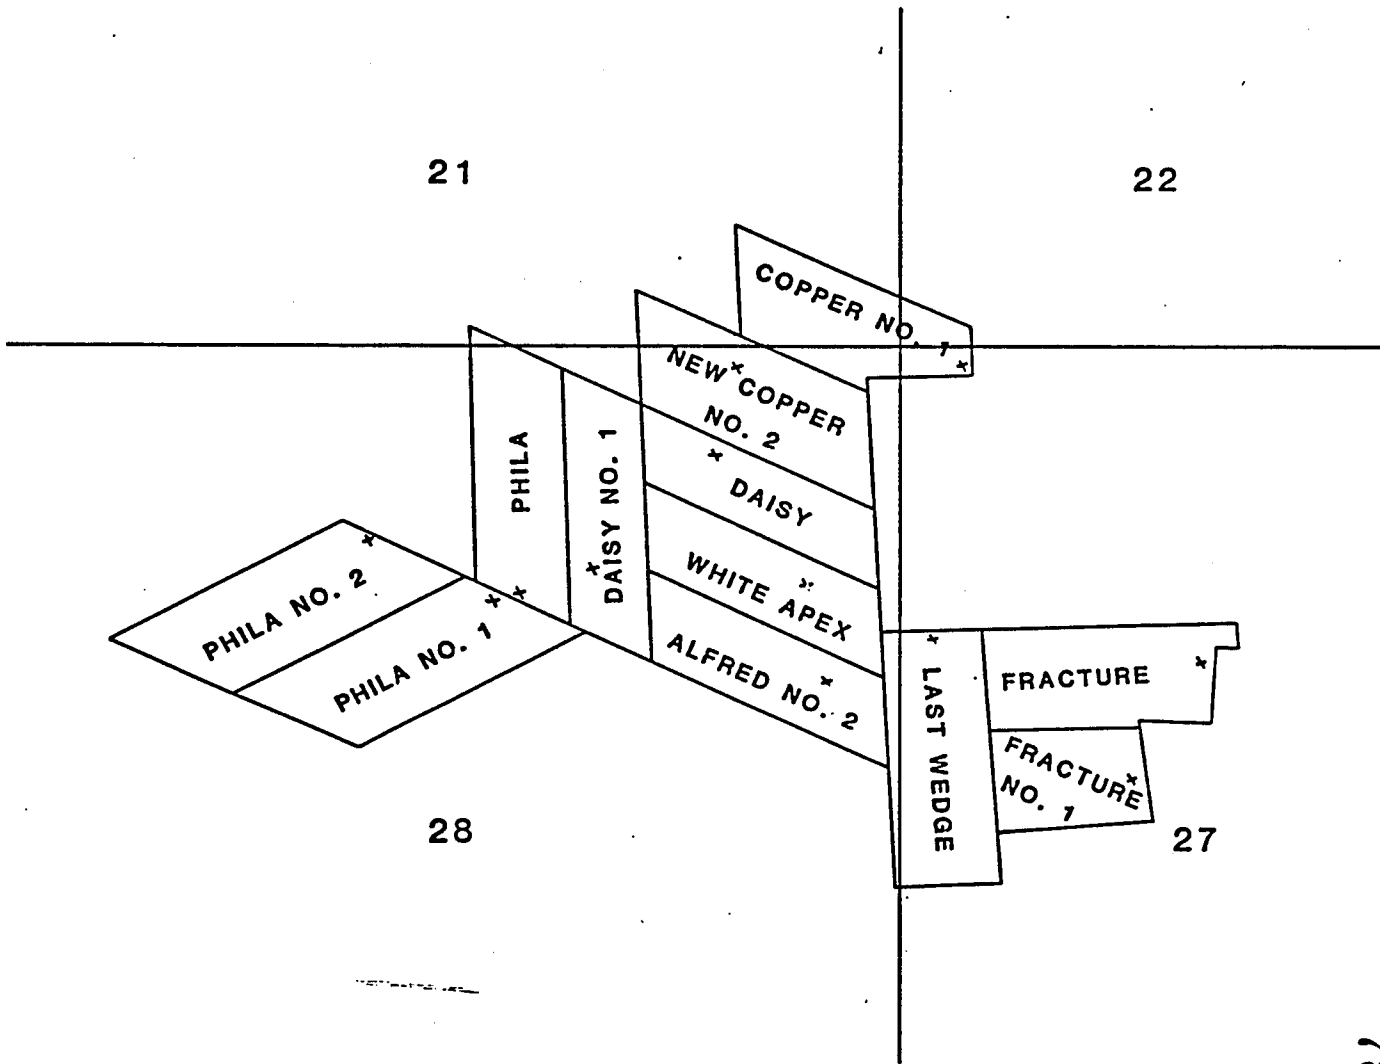 21
22
COPPER NO. 1
NEW COPPER
NO. 2
PHILA
DAISY NO. 1
DAISY
PHILA NO. 2
WHITE APEX
PHILA NO. 1
ALFRED NO. 2
LAST WEDGE
FRACTURE
FRACTURE
NO. 1
28
27